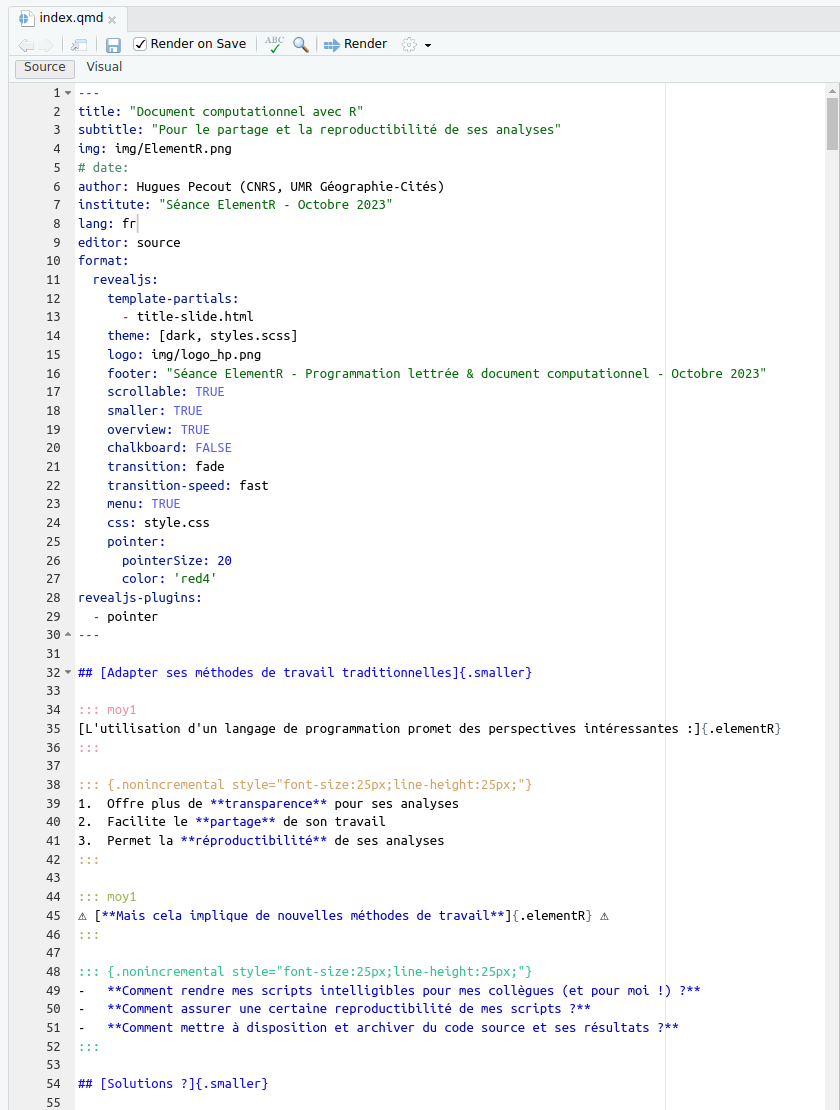 index.qmd
Render on Save ABC Render
Source Visual
1 ---
2 title: "Document computationnel avec R"
3 subtitle: "Pour le partage et la reproductibilité de ses analyses"
4 img: img/ElementR.png
5 # date:
6 author: Hugues Pecout (CNRS, UMR Géographie-Cités)
7 institute: "Séance ElementR - Octobre 2023"
8 lang: fr
9 editor: source
10 format:
11   revealjs:
12     template-partials:
13       - title-slide.html
14     theme: [dark, styles.scss]
15     logo: img/logo_hp.png
16     footer: "Séance ElementR - Programmation lettrée & document computationnel - Octobre 2023"
17     scrollable: TRUE
18     smaller: TRUE
19     overview: TRUE
20     chalkboard: FALSE
21     transition: fade
22     transition-speed: fast
23     menu: TRUE
24     css: style.css
25     pointer:
26       pointerSize: 20
27       color: 'red4'
28 revealjs-plugins:
29   - pointer
30 ---
31
32 ## [Adapter ses méthodes de travail traditionnelles]{.smaller}
33
34 ::: moy1
35 [L'utilisation d'un langage de programmation promet des perspectives intéressantes :]{.elementR}
36 :::
37
38 ::: {.nonincremental style="font-size:25px;line-height:25px;"}
39 1.  Offre plus de **transparence** pour ses analyses
40 2.  Facilite le **partage** de son travail
41 3.  Permet la **réproductibilité** de ses analyses
42 :::
43
44 ::: moy1
45 ⚠ [**Mais cela implique de nouvelles méthodes de travail**]{.elementR} ⚠
46 :::
47
48 ::: {.nonincremental style="font-size:25px;line-height:25px;"}
49 -   **Comment rendre mes scripts intelligibles pour mes collègues (et pour moi !) ?**
50 -   **Comment assurer une certaine reproductibilité de mes scripts ?**
51 -   **Comment mettre à disposition et archiver du code source et ses résultats ?**
52 :::
53
54 ## [Solutions ?]{.smaller}
55